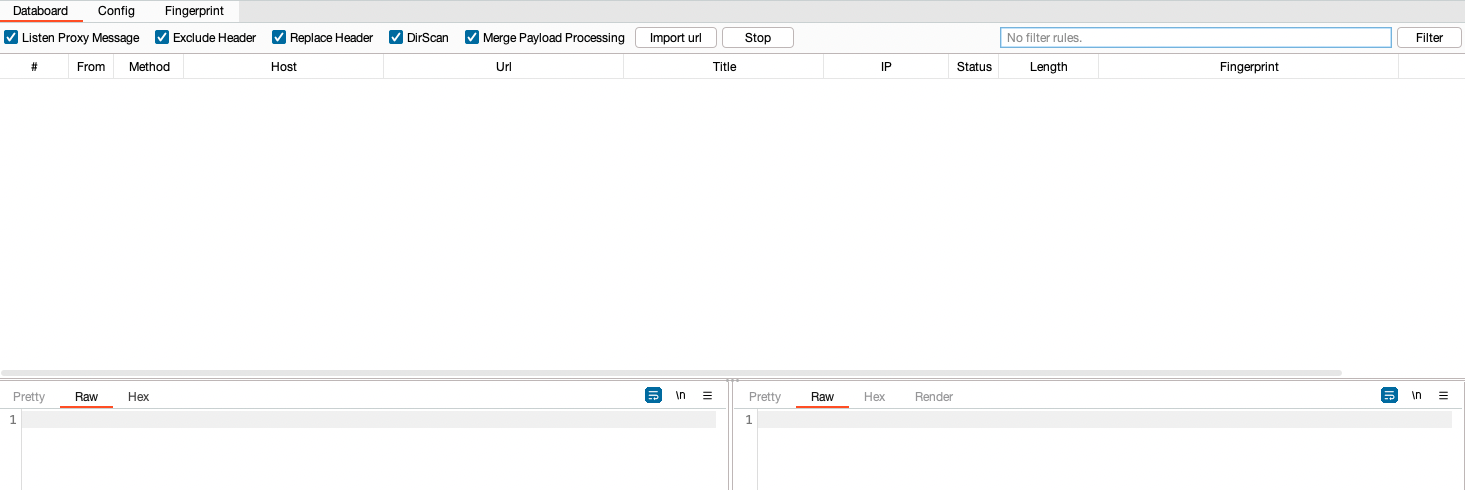 Databoard Config Fingerprint
Listen Proxy Message Exclude Header Replace Header DirScan Merge Payload Processing Import url Stop No filter rules. Filter
# From Method Host Url Title IP Status Length Fingerprint
Pretty Raw Hex \n Pretty Raw Hex Render \n
1 1